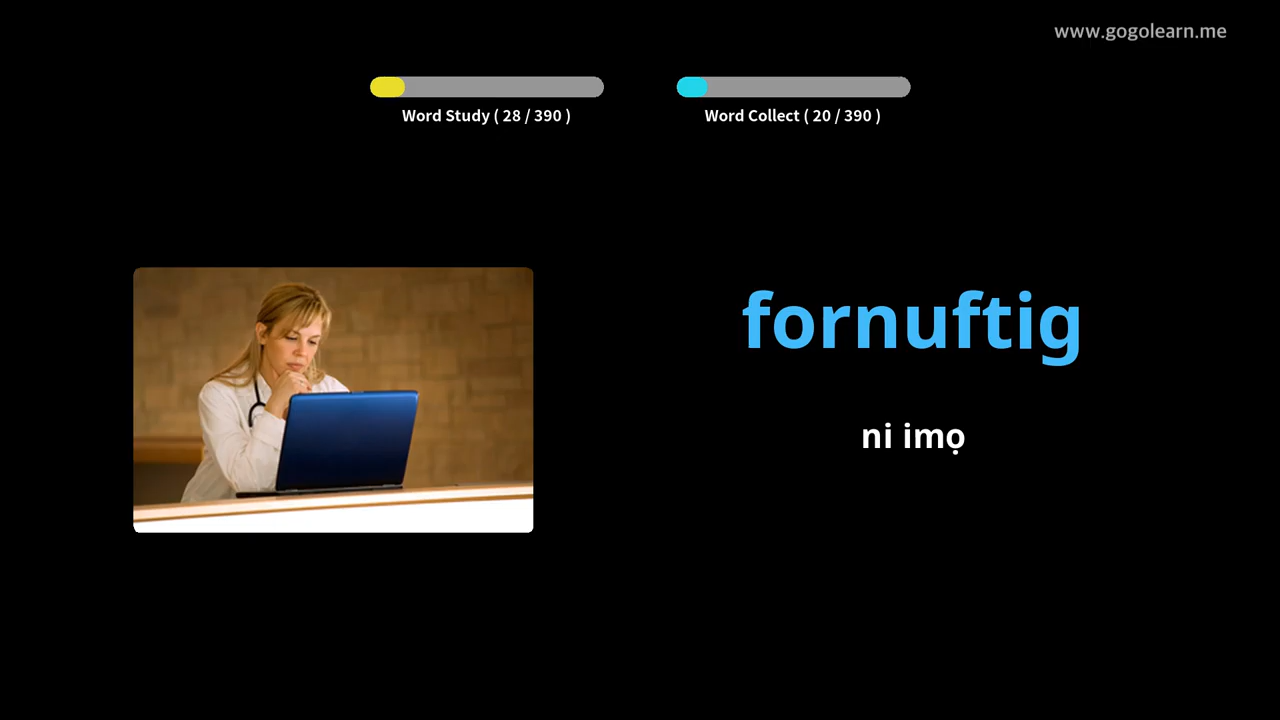 www.gogolearn.me
Word Study ( 28 / 390 )
Word Collect ( 20 / 390 )
fornuftig
ni imọ